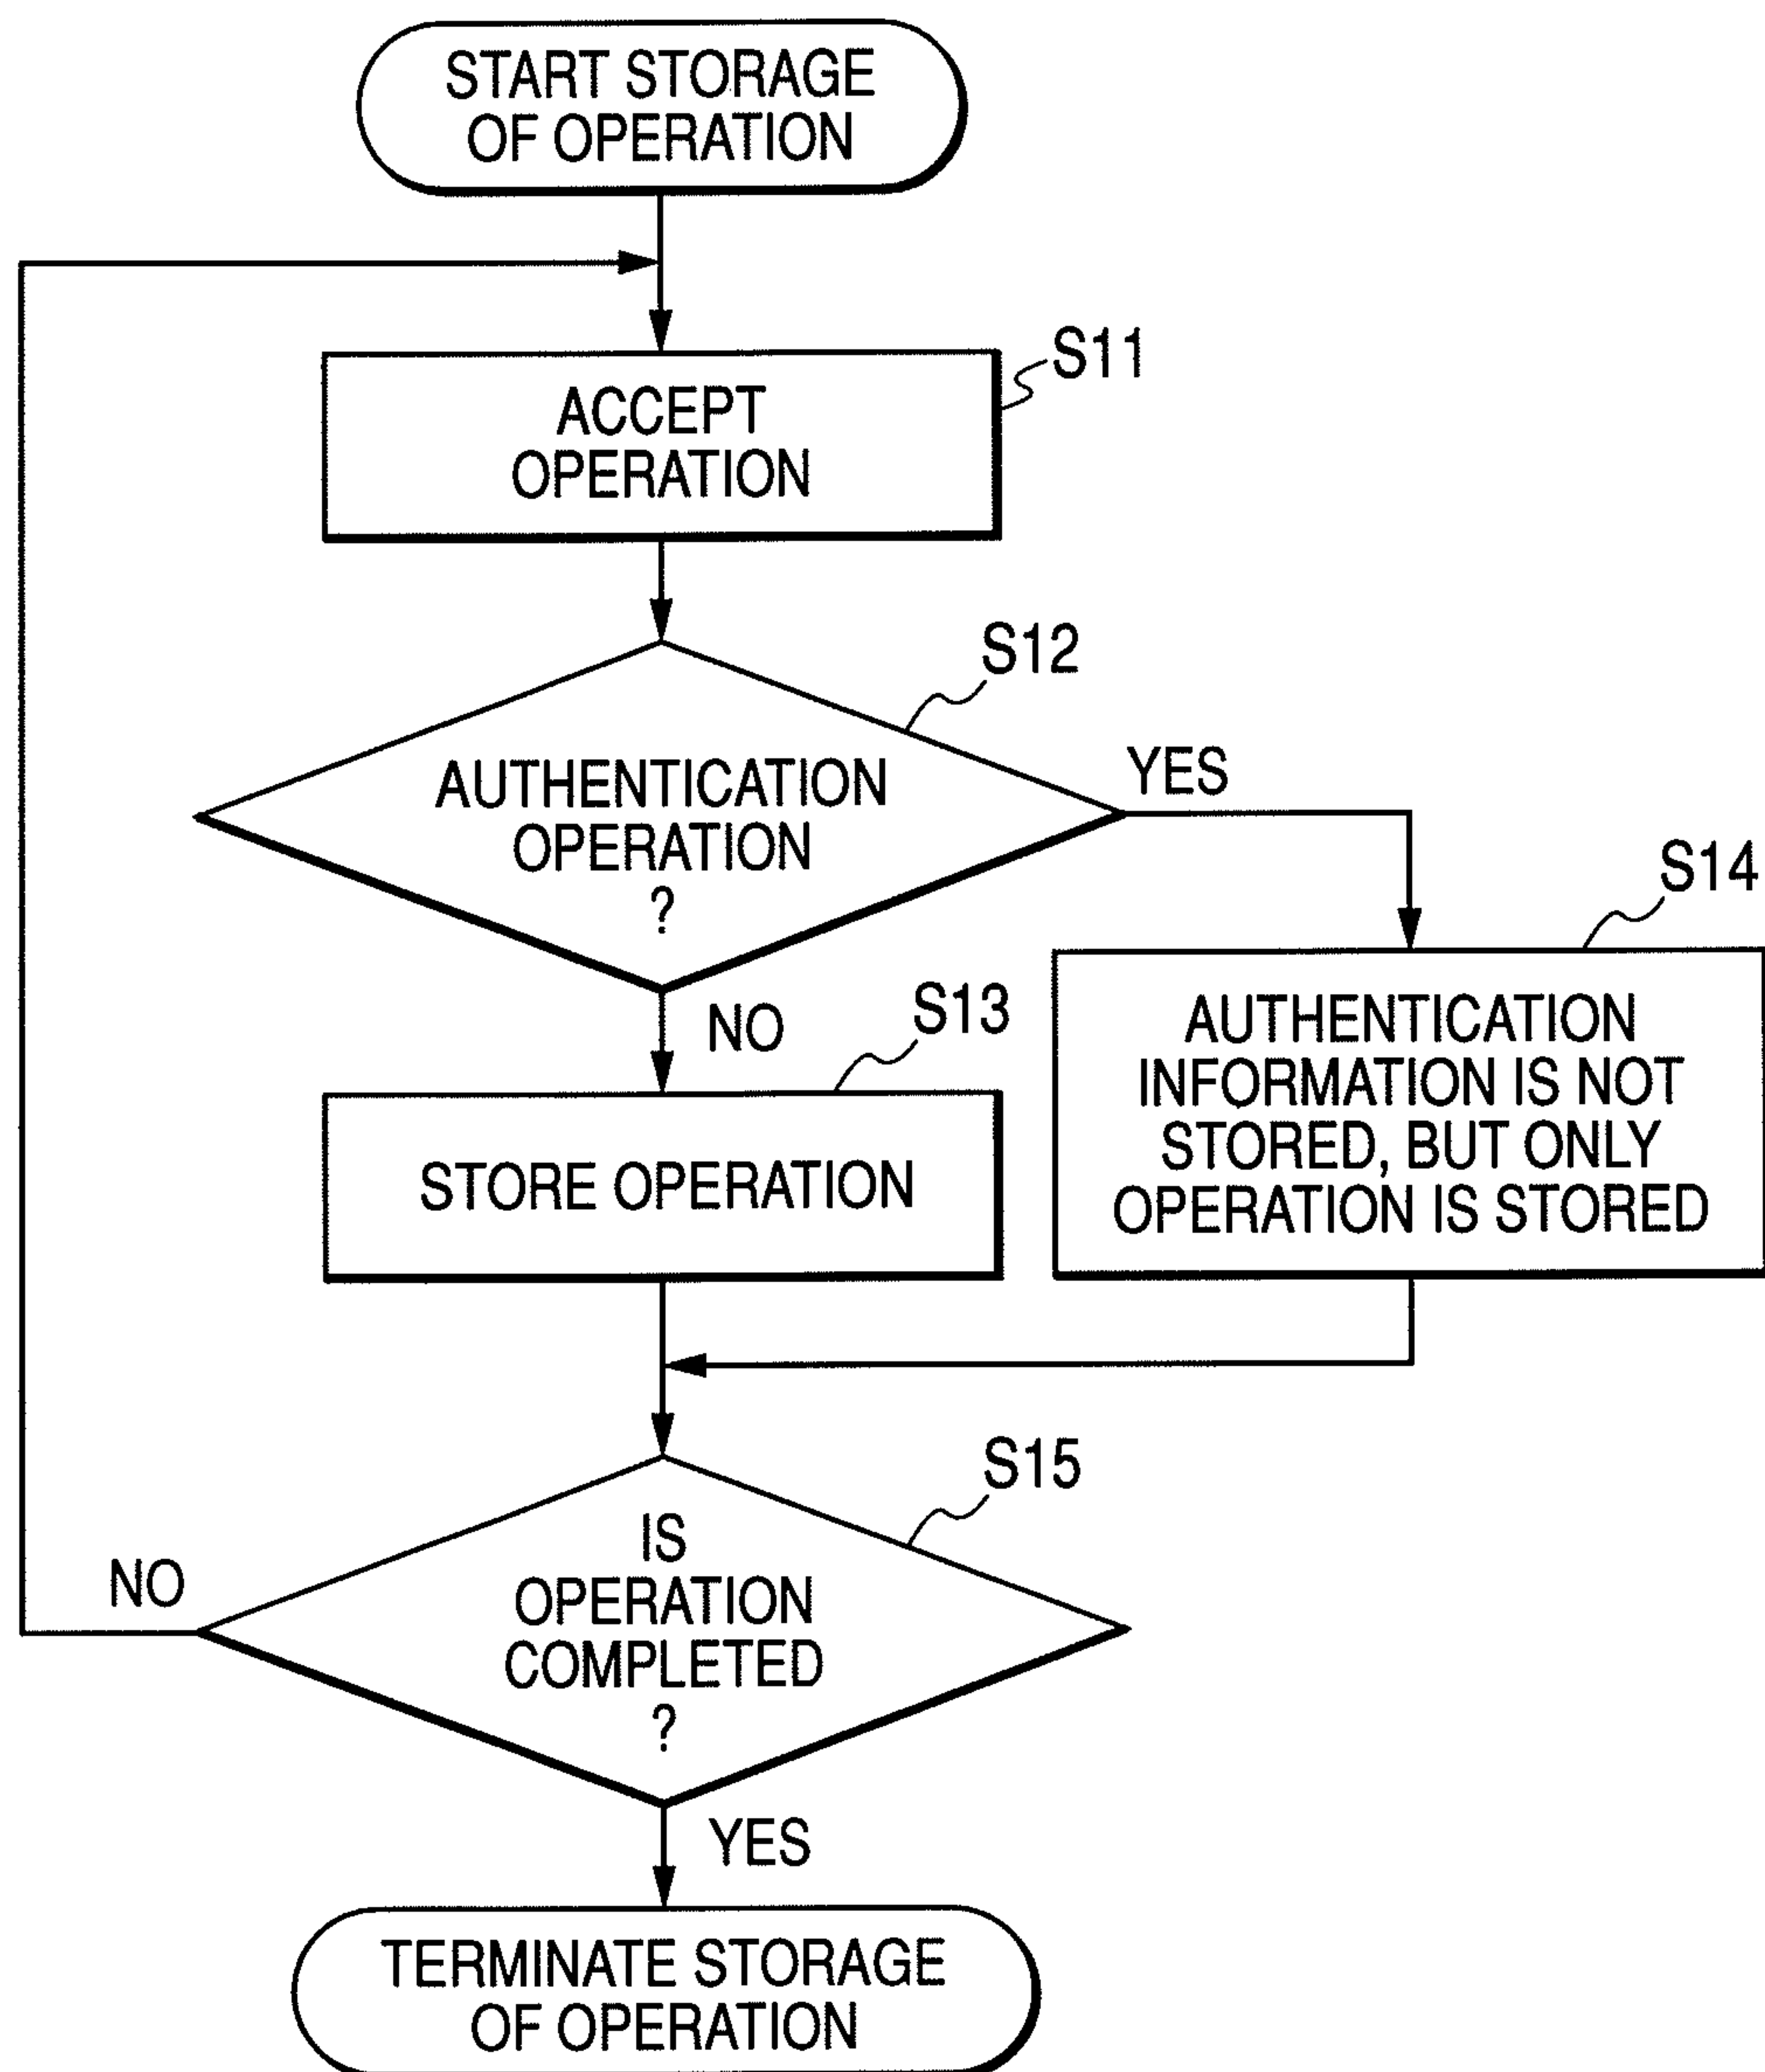 START STORAGE
OF OPERATION
S11
ACCEPT
OPERATION
S12
AUTHENTICATION
OPERATION
?
YES
NO
S13
STORE OPERATION
S14
AUTHENTICATION
INFORMATION IS NOT
STORED, BUT ONLY
OPERATION IS STORED
S15
IS
OPERATION
COMPLETED
?
NO
YES
TERMINATE STORAGE
OF OPERATION